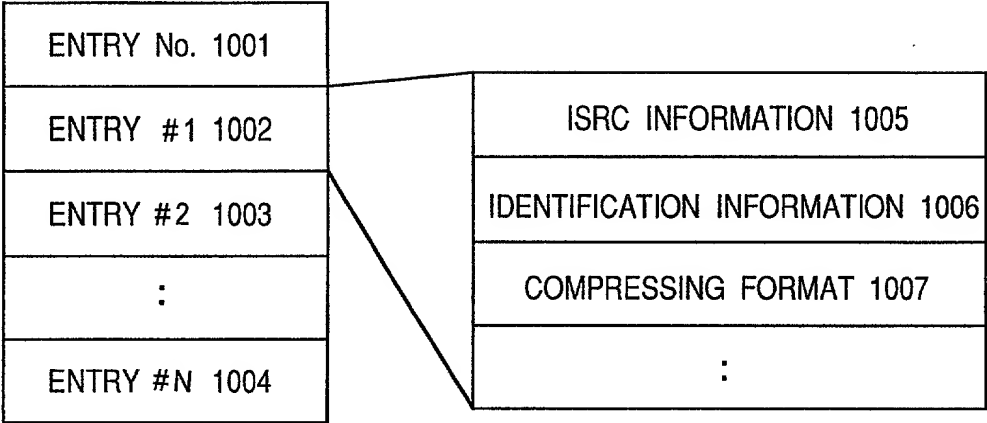 ENTRY No. 1001
ENTRY #1 1002
ENTRY #2 1003
:
ENTRY #N 1004
ISRC INFORMATION 1005
IDENTIFICATION INFORMATION 1006
COMPRESSING FORMAT 1007
: